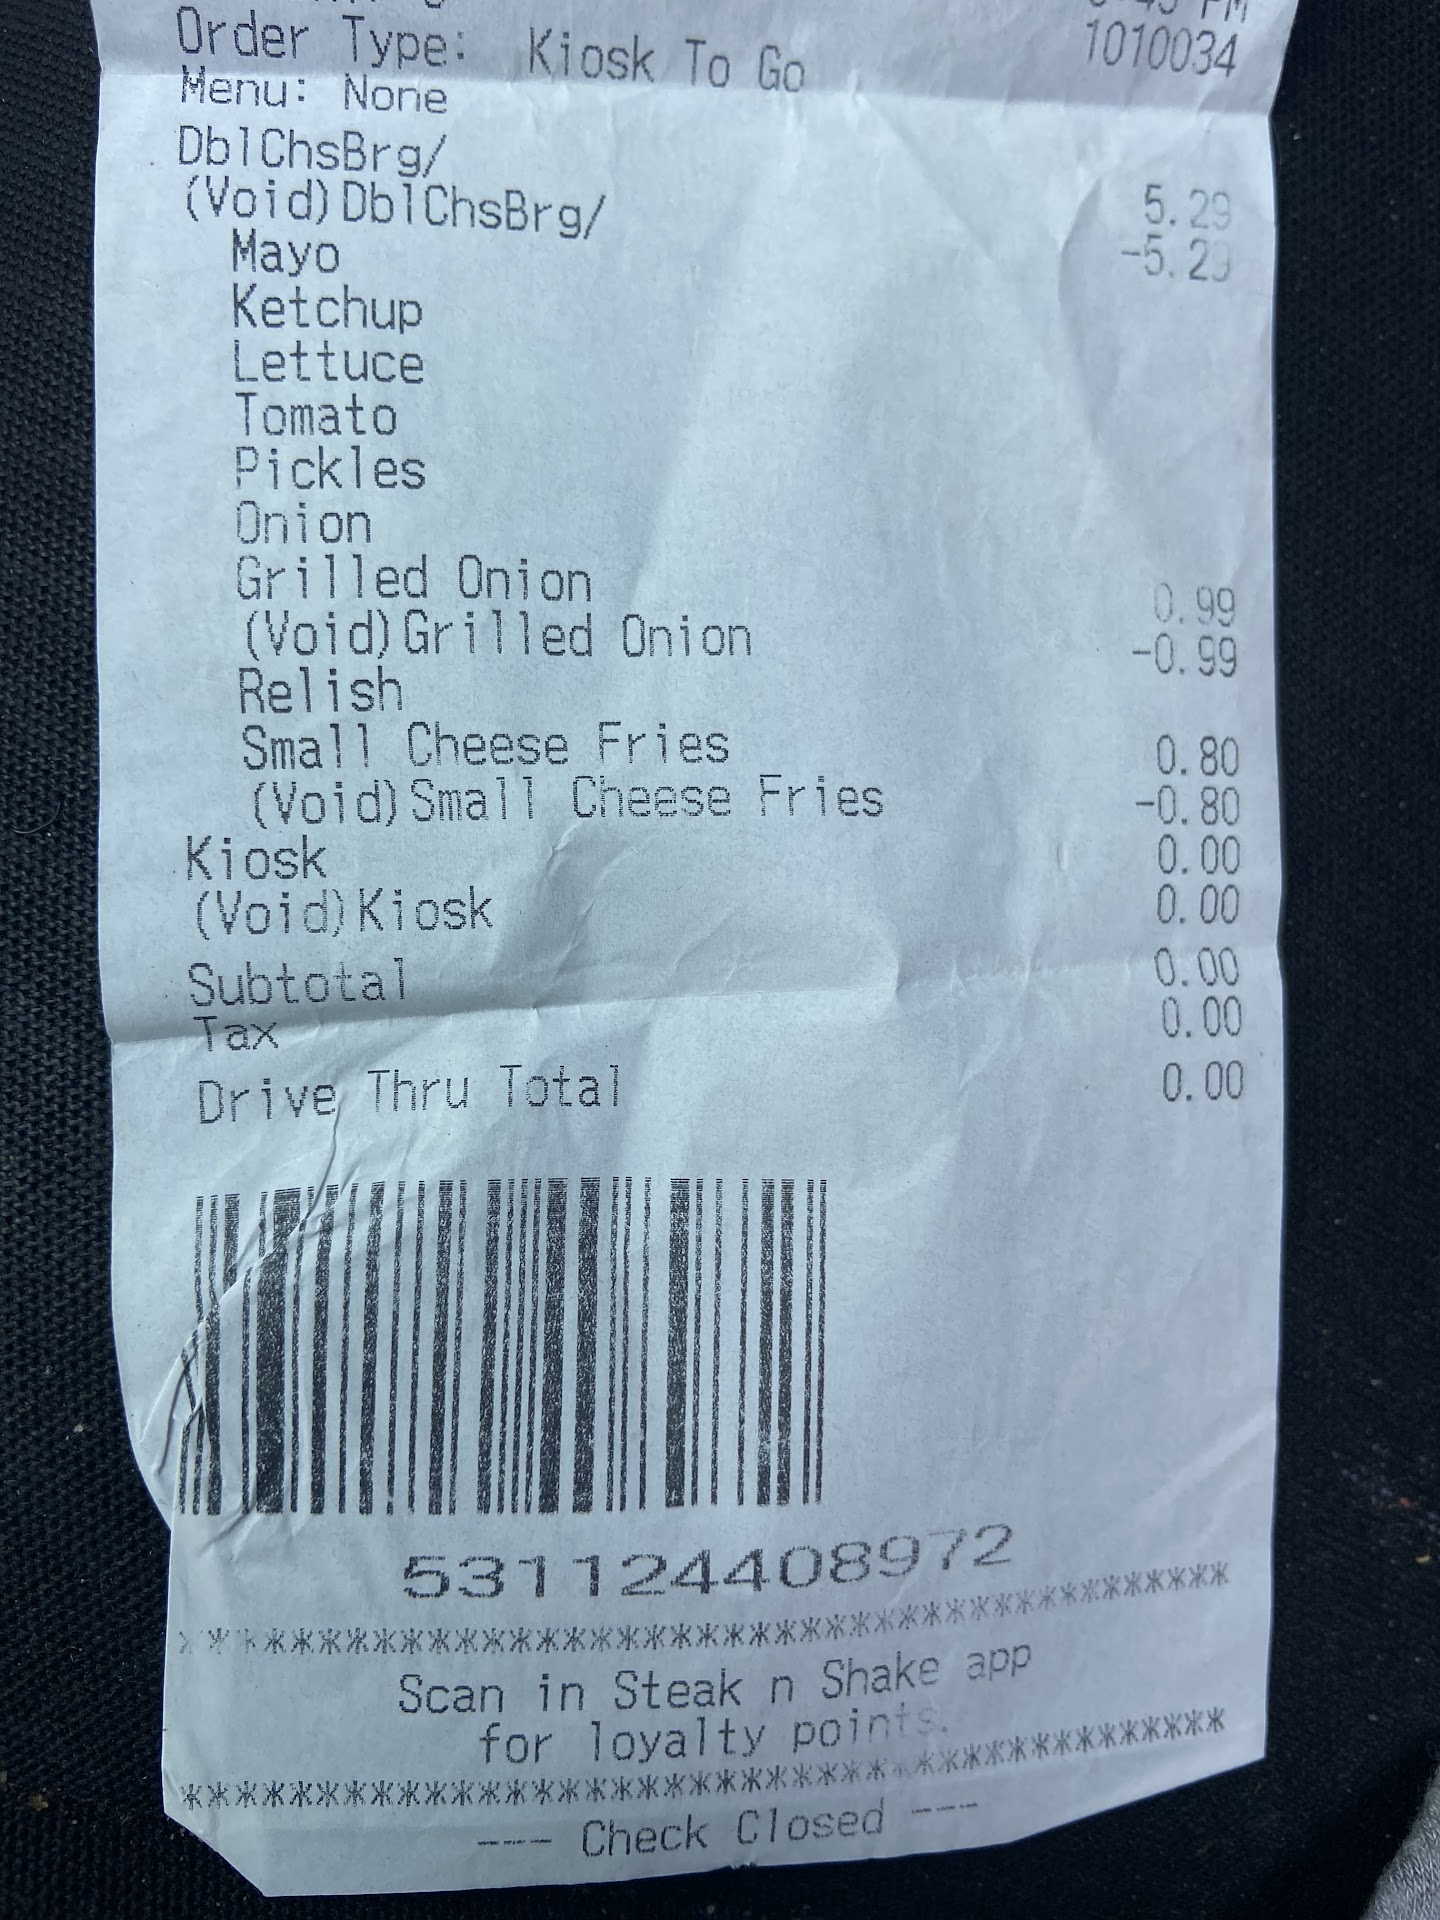 PM
Order Type: Kiosk To Go 1010034
Menu: None
DblChsBrg/ 5.29
(Void)DblChsBrg/ -5.29
Mayo
Ketchup
Lettuce
Tomato
Pickles
Onion
Grilled Onion 0.99
(Void)Grilled Onion -0.99
Relish
Small Cheese Fries 0.80
(Void)Small Cheese Fries -0.80
Kiosk 0.00
(Void)Kiosk 0.00
Subtotal 0.00
Tax 0.00
Drive Thru Total 0.00
531124408972
***************************************
Scan in Steak n Shake app
for loyalty points.
***************************************
--- Check Closed ---